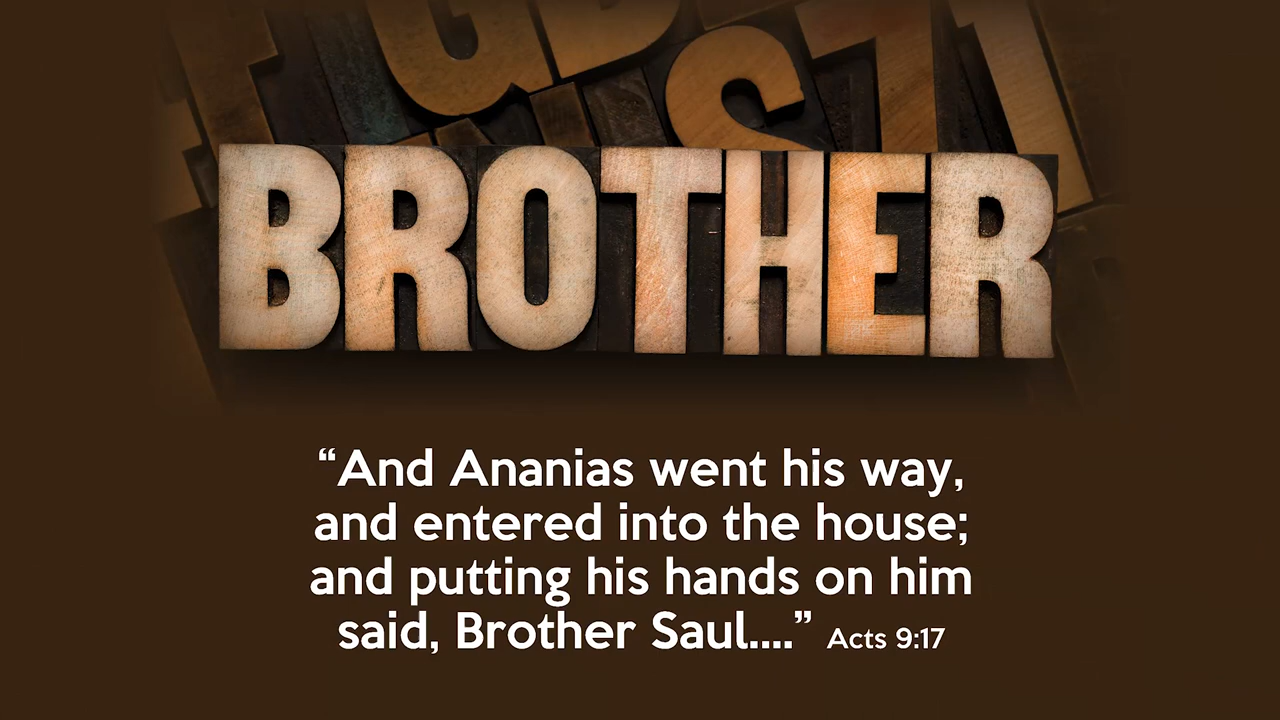 BROTHER
“And Ananias went his way,
and entered into the house;
and putting his hands on him
said, Brother Saul....” Acts 9:17